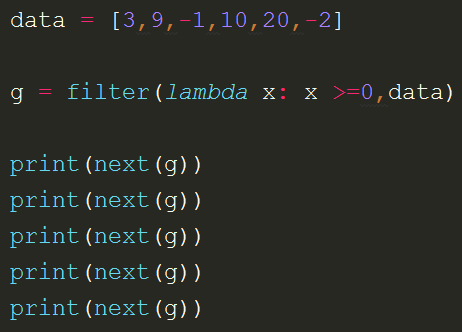 data = [3,9,-1,10,20,-2]
g = filter(lambda x: x >=0,data)
print(next(g))
print(next(g))
print(next(g))
print(next(g))
print(next(g))